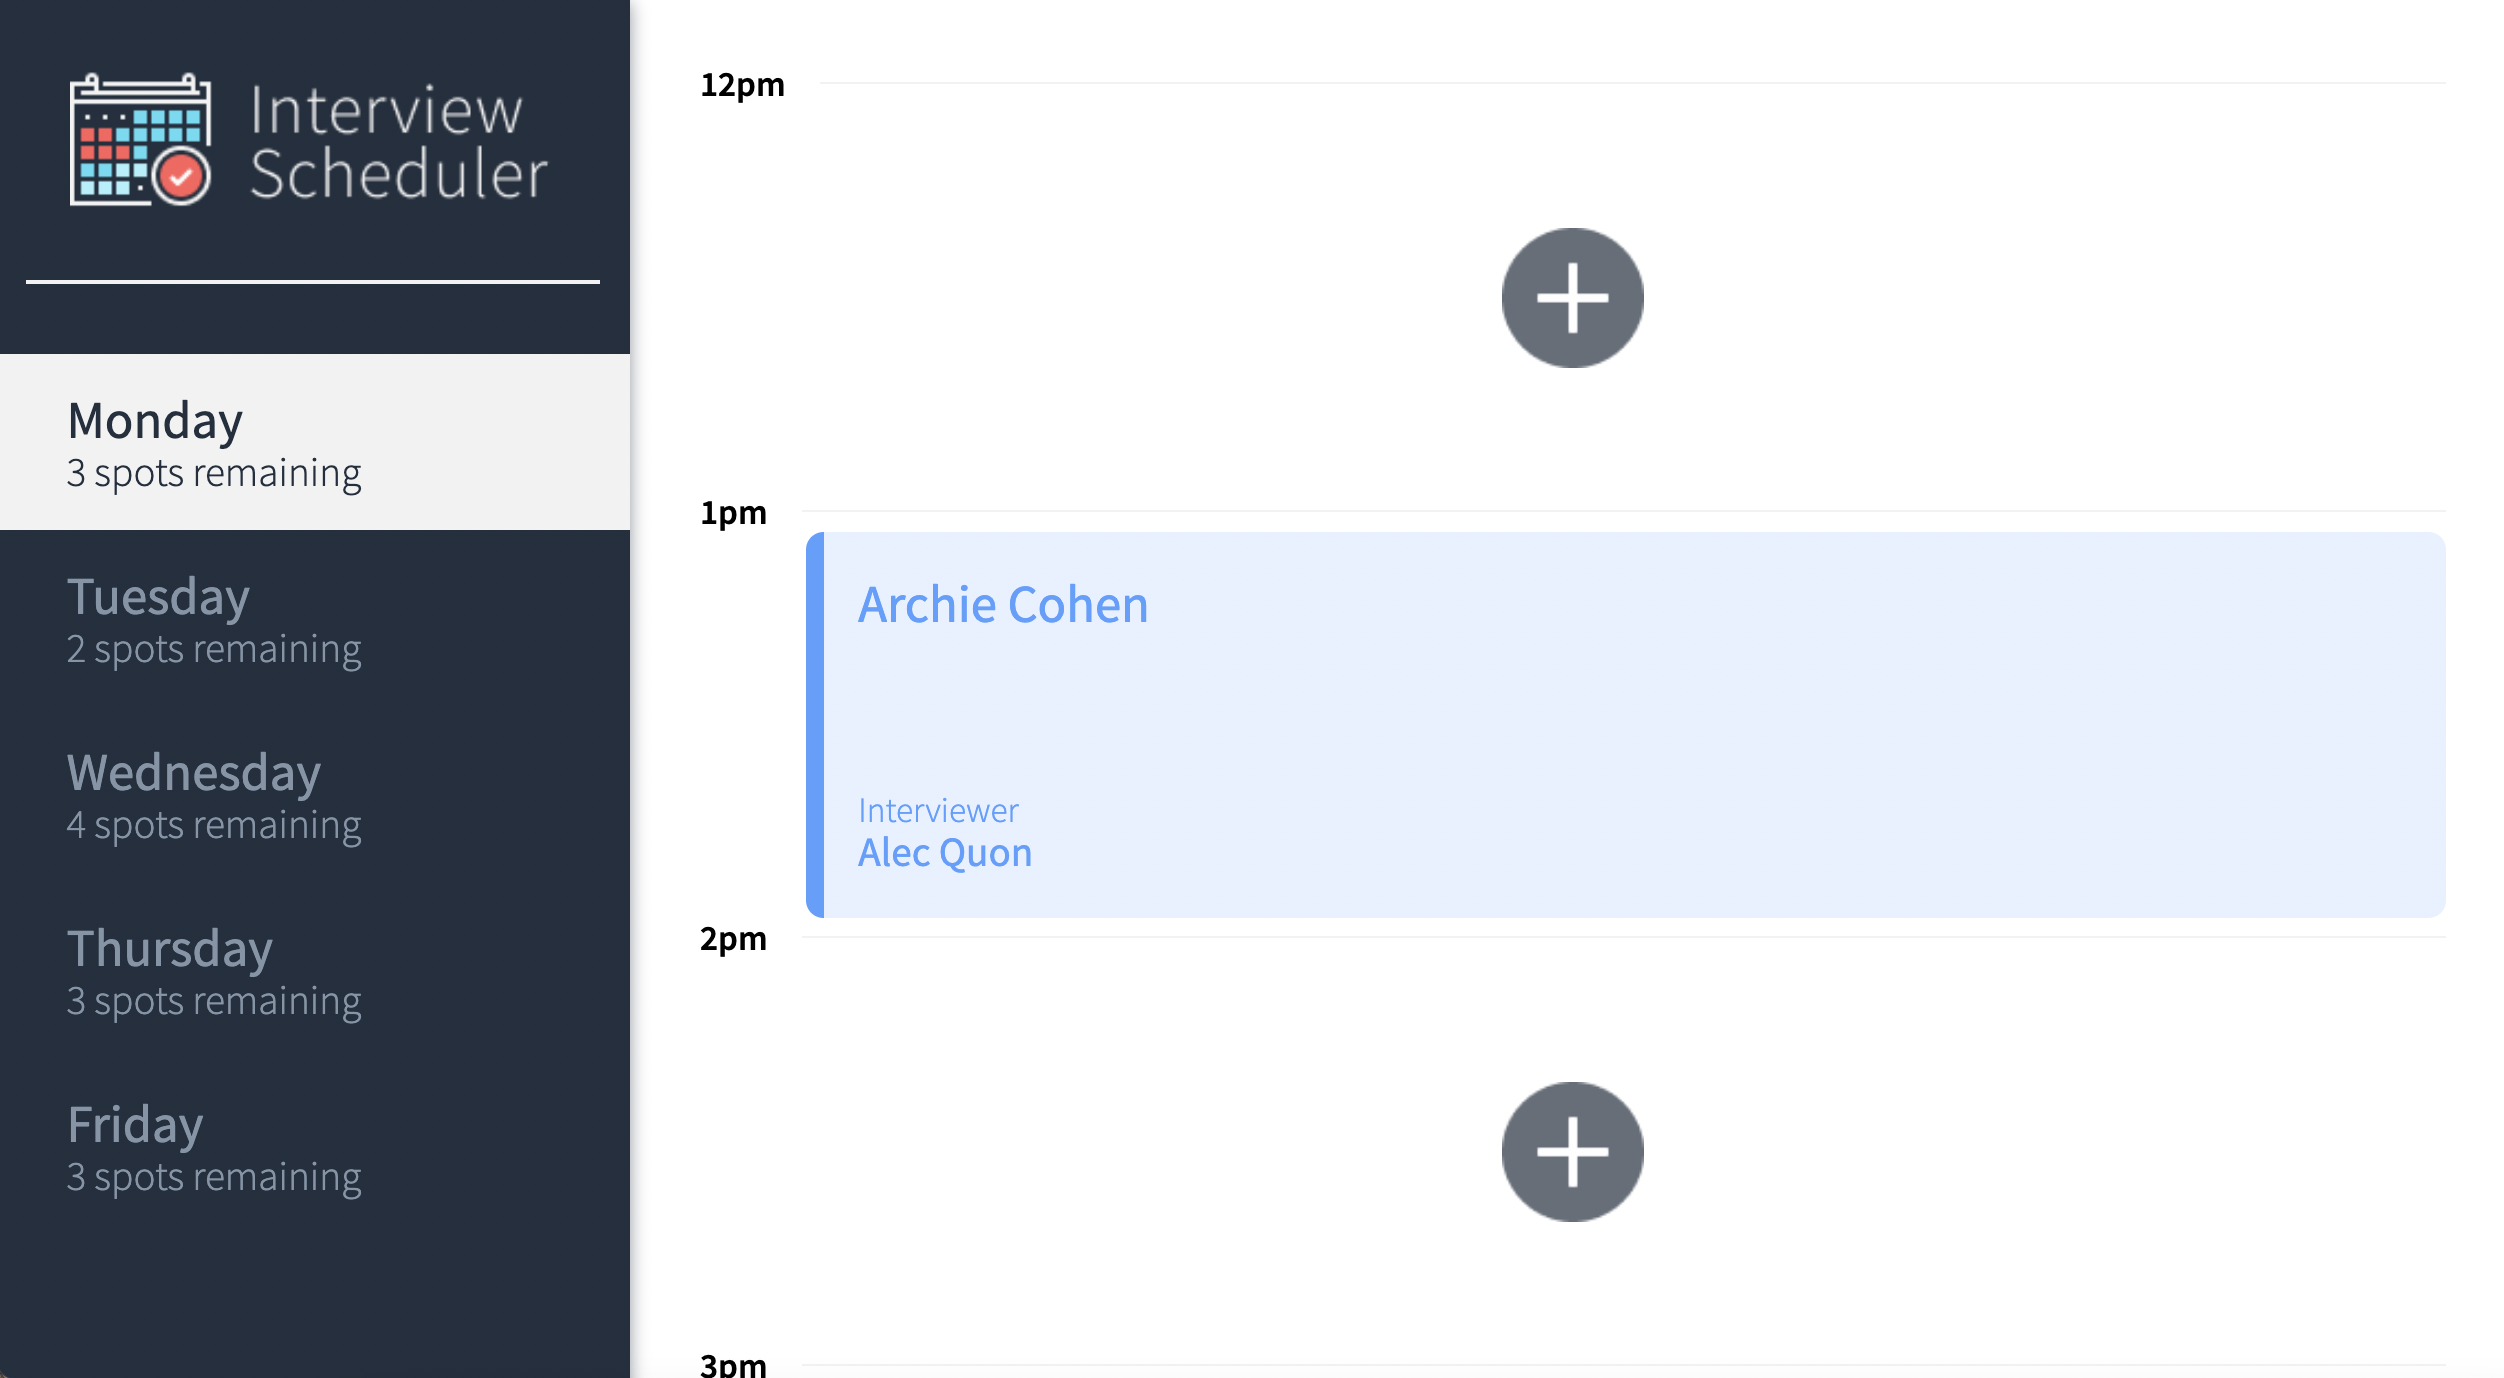 Interview
Scheduler
Monday
3 spots remaining
Tuesday
2 spots remaining
Wednesday
4 spots remaining
Thursday
3 spots remaining
Friday
3 spots remaining
12pm
1pm
Archie Cohen
Interviewer
Alec Quon
2pm
3pm